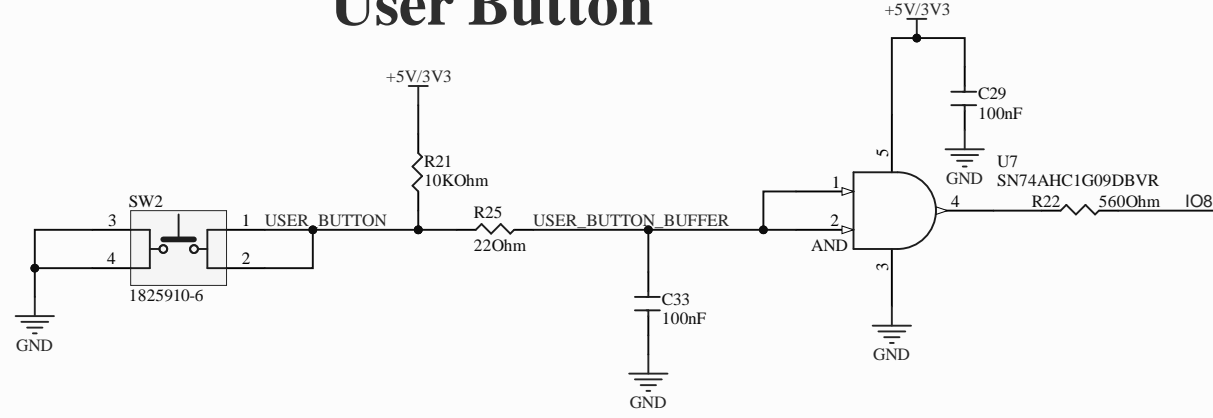 User Button
+5V/3V3
+5V/3V3
C29
100nF
GND
R21
10KOhm
5
U7
SN74AHC1G09DBVR
SW2
3
4
1
2
1825910-6
GND
USER_BUTTON
R25
22Ohm
USER_BUTTON_BUFFER
C33
100nF
GND
1
2
AND
3
GND
4
R22
560Ohm
IO8